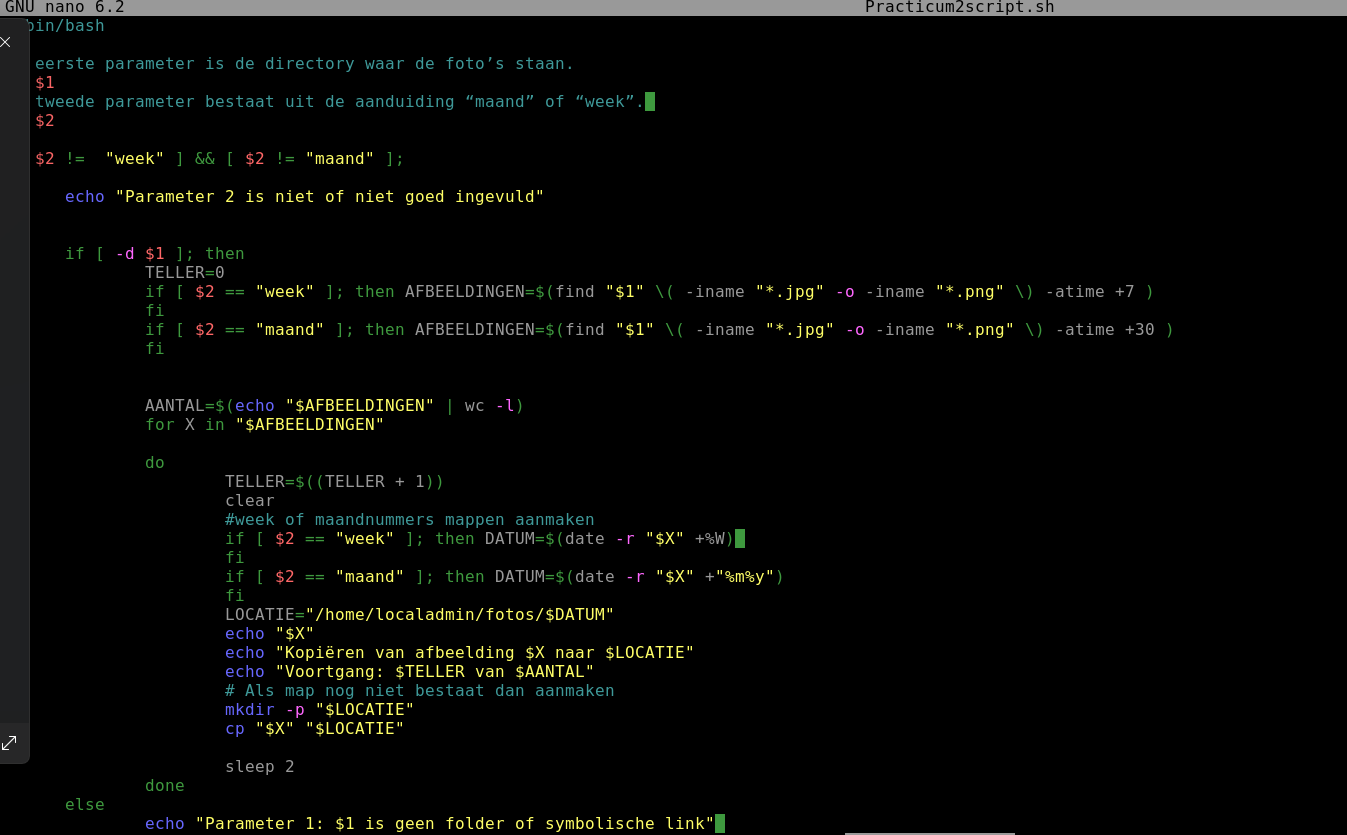 GNU nano 6.2 Practicum2script.sh
bin/bash
eerste parameter is de directory waar de foto’s staan.
$1
tweede parameter bestaat uit de aanduiding “maand” of “week”.
$2
$2 !=  "week" ] && [ $2 != "maand" ];
echo "Parameter 2 is niet of niet goed ingevuld"
if [ -d $1 ]; then
TELLER=0
if [ $2 == "week" ]; then AFBEELDINGEN=$(find "$1" \( -iname "*.jpg" -o -iname "*.png" \) -atime +7 )
fi
if [ $2 == "maand" ]; then AFBEELDINGEN=$(find "$1" \( -iname "*.jpg" -o -iname "*.png" \) -atime +30 )
fi
AANTAL=$(echo "$AFBEELDINGEN" | wc -l)
for X in "$AFBEELDINGEN"
do
TELLER=$((TELLER + 1))
clear
#week of maandnummers mappen aanmaken
if [ $2 == "week" ]; then DATUM=$(date -r "$X" +%W)
fi
if [ $2 == "maand" ]; then DATUM=$(date -r "$X" +"%m%y")
fi
LOCATIE="/home/localadmin/fotos/$DATUM"
echo "$X"
echo "Kopiëren van afbeelding $X naar $LOCATIE"
echo "Voortgang: $TELLER van $AANTAL"
# Als map nog niet bestaat dan aanmaken
mkdir -p "$LOCATIE"
cp "$X" "$LOCATIE"
sleep 2
done
else
echo "Parameter 1: $1 is geen folder of symbolische link"